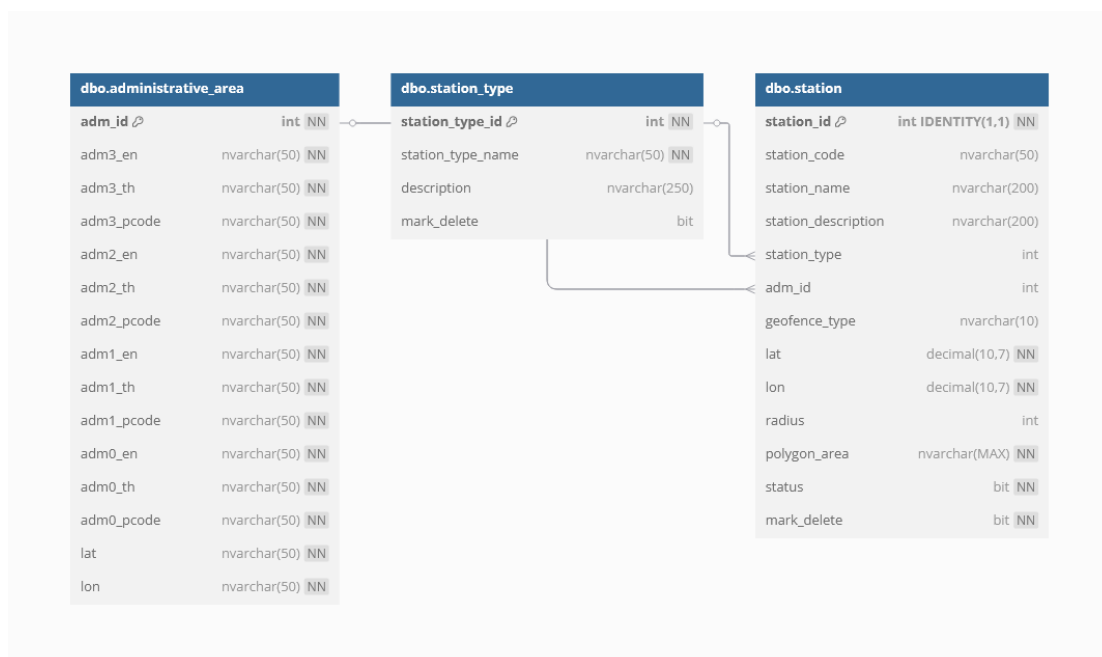 dbo.administrative_area
adm_id int NN
adm3_en nvarchar(50) NN
adm3_th nvarchar(50) NN
adm3_pcode nvarchar(50) NN
adm2_en nvarchar(50) NN
adm2_th nvarchar(50) NN
adm2_pcode nvarchar(50) NN
adm1_en nvarchar(50) NN
adm1_th nvarchar(50) NN
adm1_pcode nvarchar(50) NN
adm0_en nvarchar(50) NN
adm0_th nvarchar(50) NN
adm0_pcode nvarchar(50) NN
lat nvarchar(50) NN
lon nvarchar(50) NN
dbo.station_type
station_type_id int NN
station_type_name nvarchar(50) NN
description nvarchar(250)
mark_delete bit
dbo.station
station_id int IDENTITY(1,1) NN
station_code nvarchar(50)
station_name nvarchar(200)
station_description nvarchar(200)
station_type int
adm_id int
geofence_type nvarchar(10)
lat decimal(10,7) NN
lon decimal(10,7) NN
radius int
polygon_area nvarchar(MAX) NN
status bit NN
mark_delete bit NN